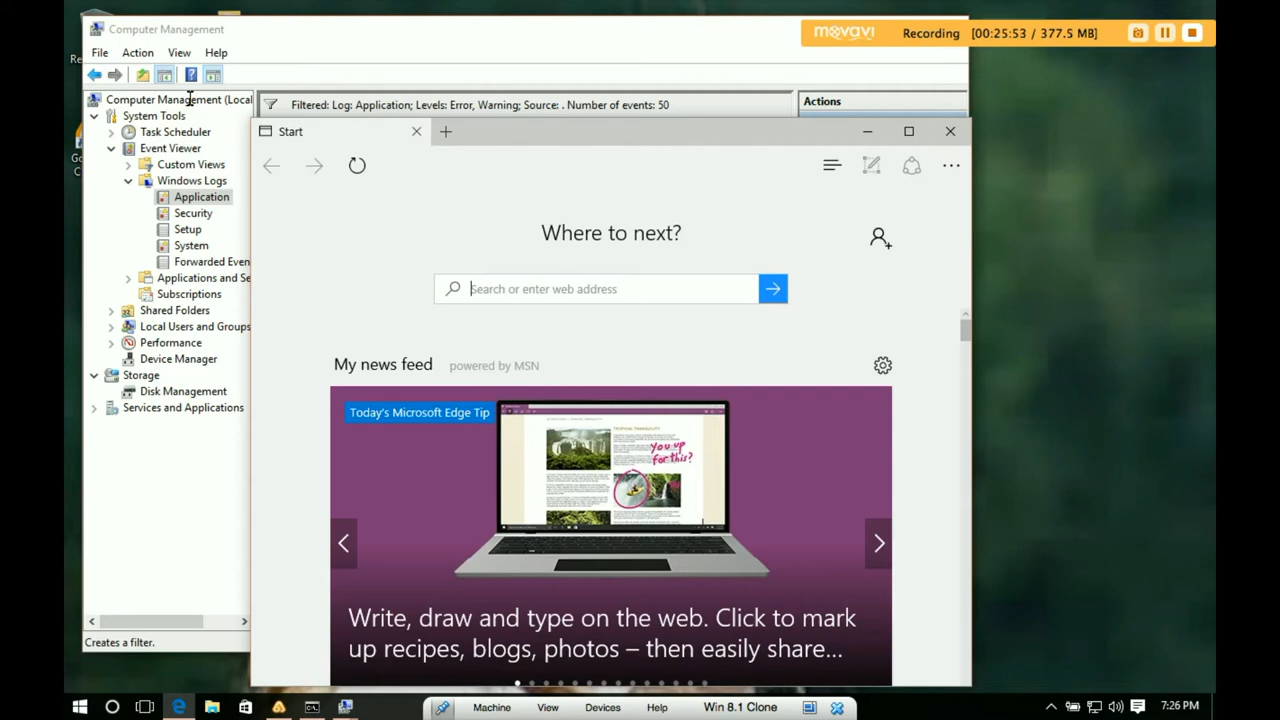 Computer Management
File Action View Help
movavi Recording [00:25:53 / 377.5 MB]
Computer Management (Local
System Tools
Task Scheduler
Event Viewer
Custom Views
Windows Logs
Application
Security
Setup
System
Forwarded Even
Applications and Se
Subscriptions
Shared Folders
Local Users and Groups
Performance
Device Manager
Storage
Disk Management
Services and Applications
Creates a filter.
Filtered: Log: Application; Levels: Error, Warning; Source: . Number of events: 50
Actions
Start
Where to next?
Search or enter web address
My news feed powered by MSN
Today's Microsoft Edge Tip
you up
for this?
Write, draw and type on the web. Click to mark
up recipes, blogs, photos – then easily share...
Machine View Devices Help Win 8.1 Clone
7:26 PM